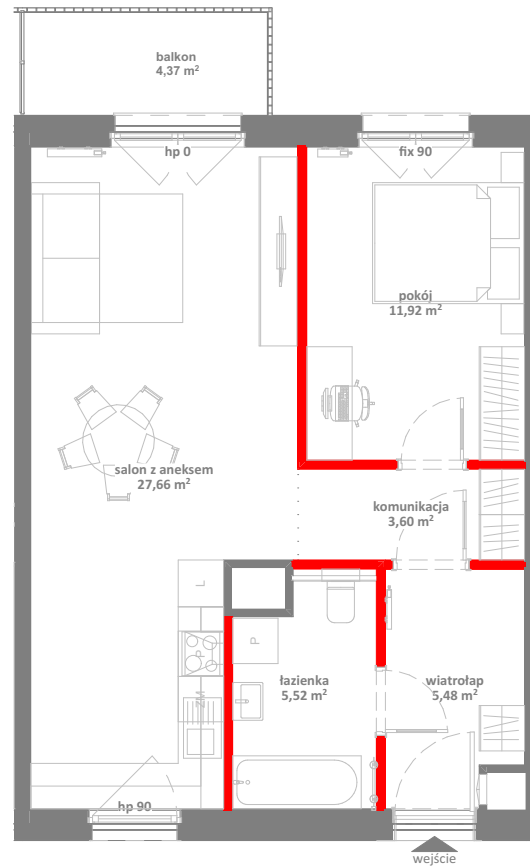 balkon
4,37 m²
hp 0
fix 90
pokój
11,92 m²
salon z aneksem
27,66 m²
komunikacja
3,60 m²
L
P
łazienka
5,52 m²
wiatrołap
5,48 m²
P
ZM
hp 90
wejście